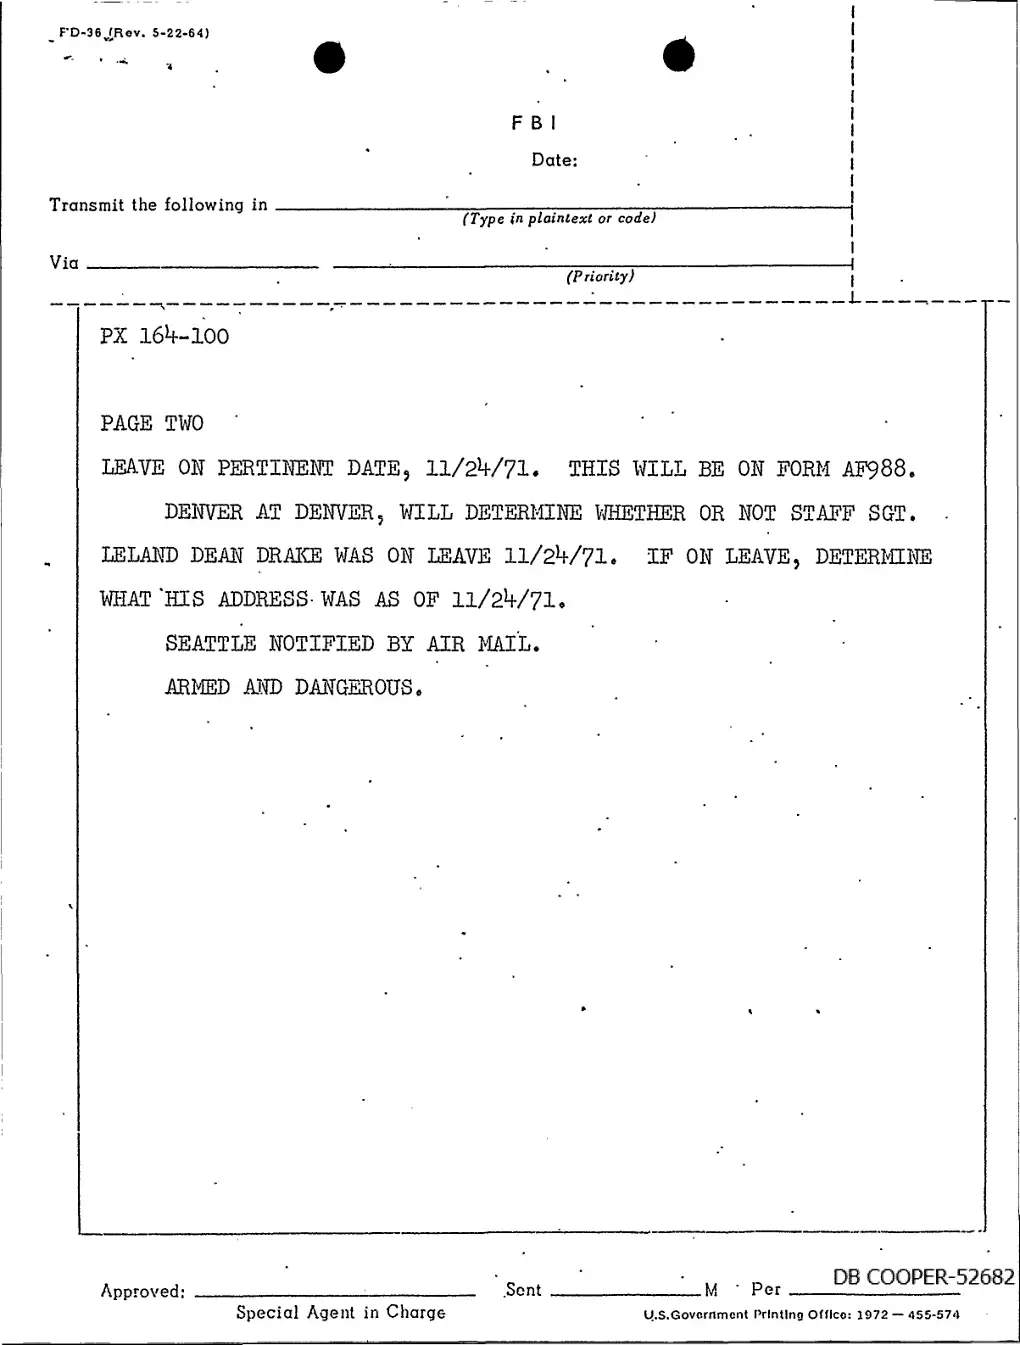 FD-36 (Rev. 5-22-64)
F B I
Date:
Transmit the following in
(Type in plaintext or code)
Via
(Priority)
PX 164-100
PAGE TWO
LEAVE ON PERTINENT DATE, 11/24/71. THIS WILL BE ON FORM AF988.
DENVER AT DENVER, WILL DETERMINE WHETHER OR NOT STAFF SGT.
LELAND DEAN DRAKE WAS ON LEAVE 11/24/71. IF ON LEAVE, DETERMINE
WHAT HIS ADDRESS WAS AS OF 11/24/71.
SEATTLE NOTIFIED BY AIR MAIL.
ARMED AND DANGEROUS.
DB COOPER-52682
Approved: Sent M Per
Special Agent in Charge
U.S.Government Printing Office: 1972 — 455-574